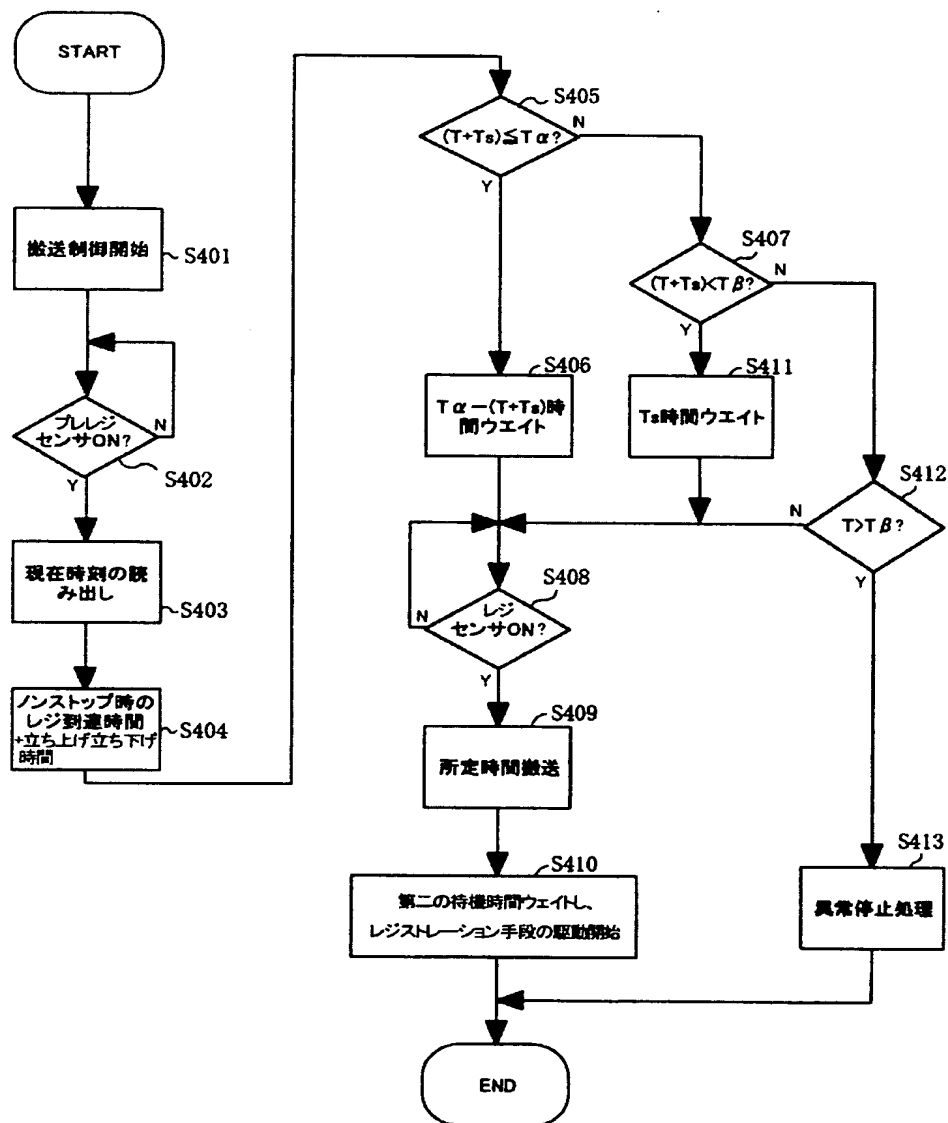 START
搬送制御開始
S401
プレレジ
センサON?
N
Y
S402
現在時刻の読
み出し
S403
ノンストップ時の
レジ到達時間
+立ち上げ立ち下げ
時間
S404
S405
(T+Ts)≦Tα?
N
Y
S407
(T+Ts)<Tβ?
N
Y
S406
Tα−(T+Ts)時
間ウエイト
S411
Ts時間ウエイト
S412
T>Tβ?
N
Y
S408
レジ
センサON?
N
Y
S409
所定時間搬送
S410
第二の待機時間ウェイトし、
レジストレーション手段の駆動開始
S413
異常停止処理
END